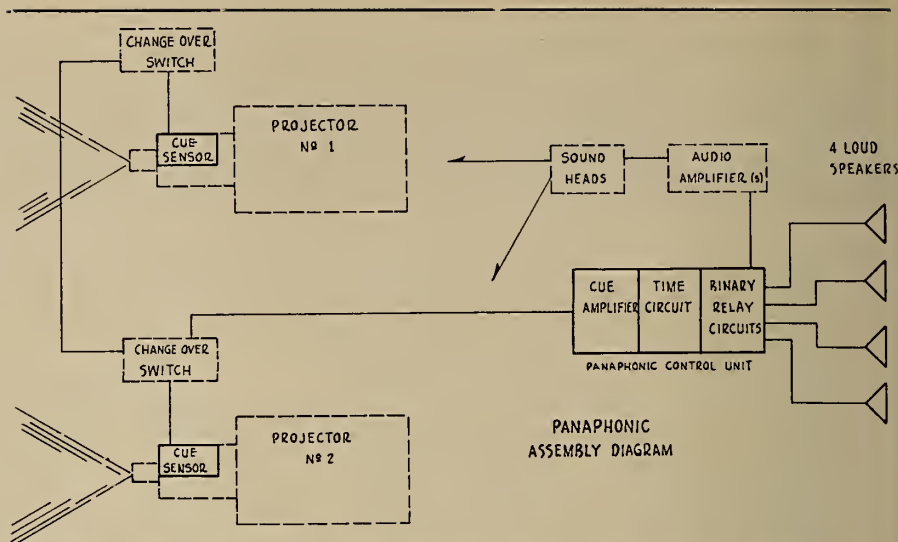 CHANGE OVER
SWITCH
CUE-
SENSOR
PROJECTOR
Nº 1
SOUND
HEADS
AUDIO
AMPLIFIER (s)
4 LOUD
SPEAKERS
CUE
AMPLIFIER
TIME
CIRCUIT
BINARY
RELAY
CIRCUITS
PANAPHONIC CONTROL UNIT
CHANGE OVER
SWITCH
CUE
SENSOR
PROJECTOR
Nº 2
PANAPHONIC
ASSEMBLY DIAGRAM